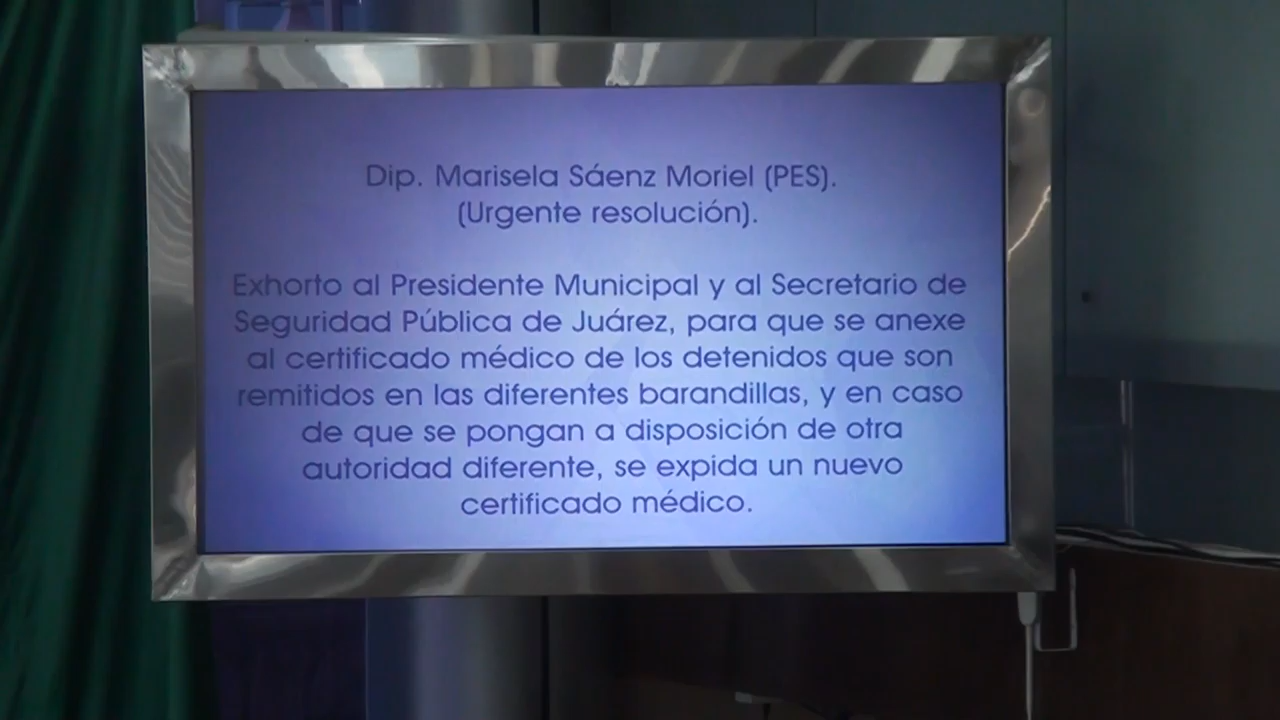 Dip. Marisela Sáenz Moriel (PES).
(Urgente resolución).
Exhorto al Presidente Municipal y al Secretario de
Seguridad Pública de Juárez, para que se anexe
al certificado médico de los detenidos que son
remitidos en las diferentes barandillas, y en caso
de que se pongan a disposición de otra
autoridad diferente, se expida un nuevo
certificado médico.